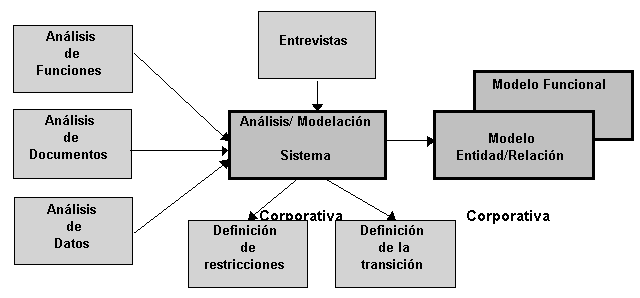 Análisis
de
Funciones
Entrevistas
Modelo Funcional
Análisis
de
Documentos
Análisis/ Modelación
Sistema
Modelo
Entidad/Relación
Análisis
de
Datos
Corporativa
Corporativa
Definición
de
restricciones
Definición
de la
transición